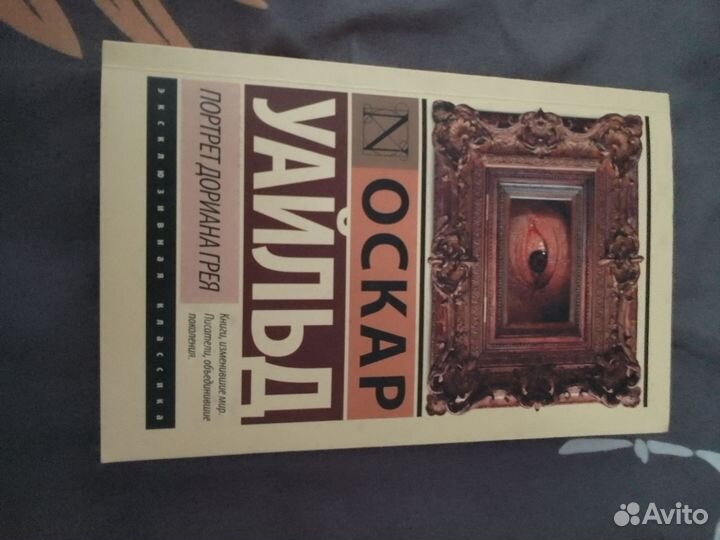 N
ОСКАР
УАЙЛЬД
ПОРТРЕТ ДОРИАНА ГРЕЯ
Книги, изменившие мир.
Писатели, объединившие
поколения.
ЭКСКЛЮЗИВНАЯ КЛАССИКА
Avito